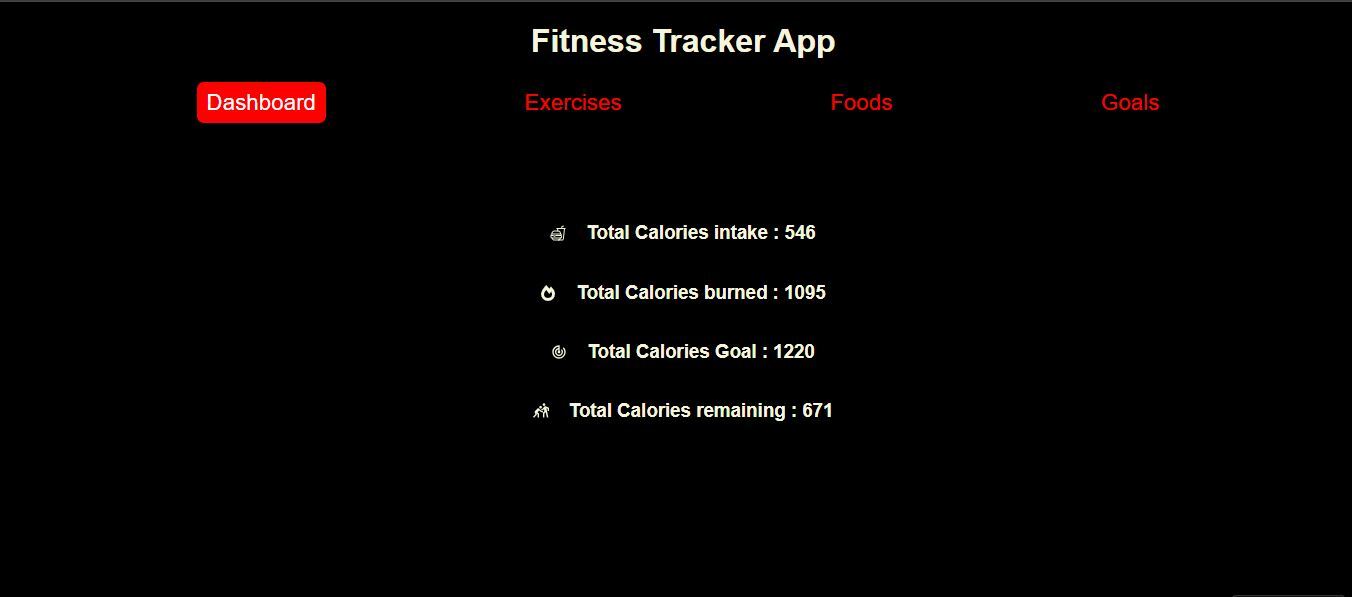 Fitness Tracker App
Dashboard Exercises Foods Goals
Total Calories intake : 546
Total Calories burned : 1095
Total Calories Goal : 1220
Total Calories remaining : 671